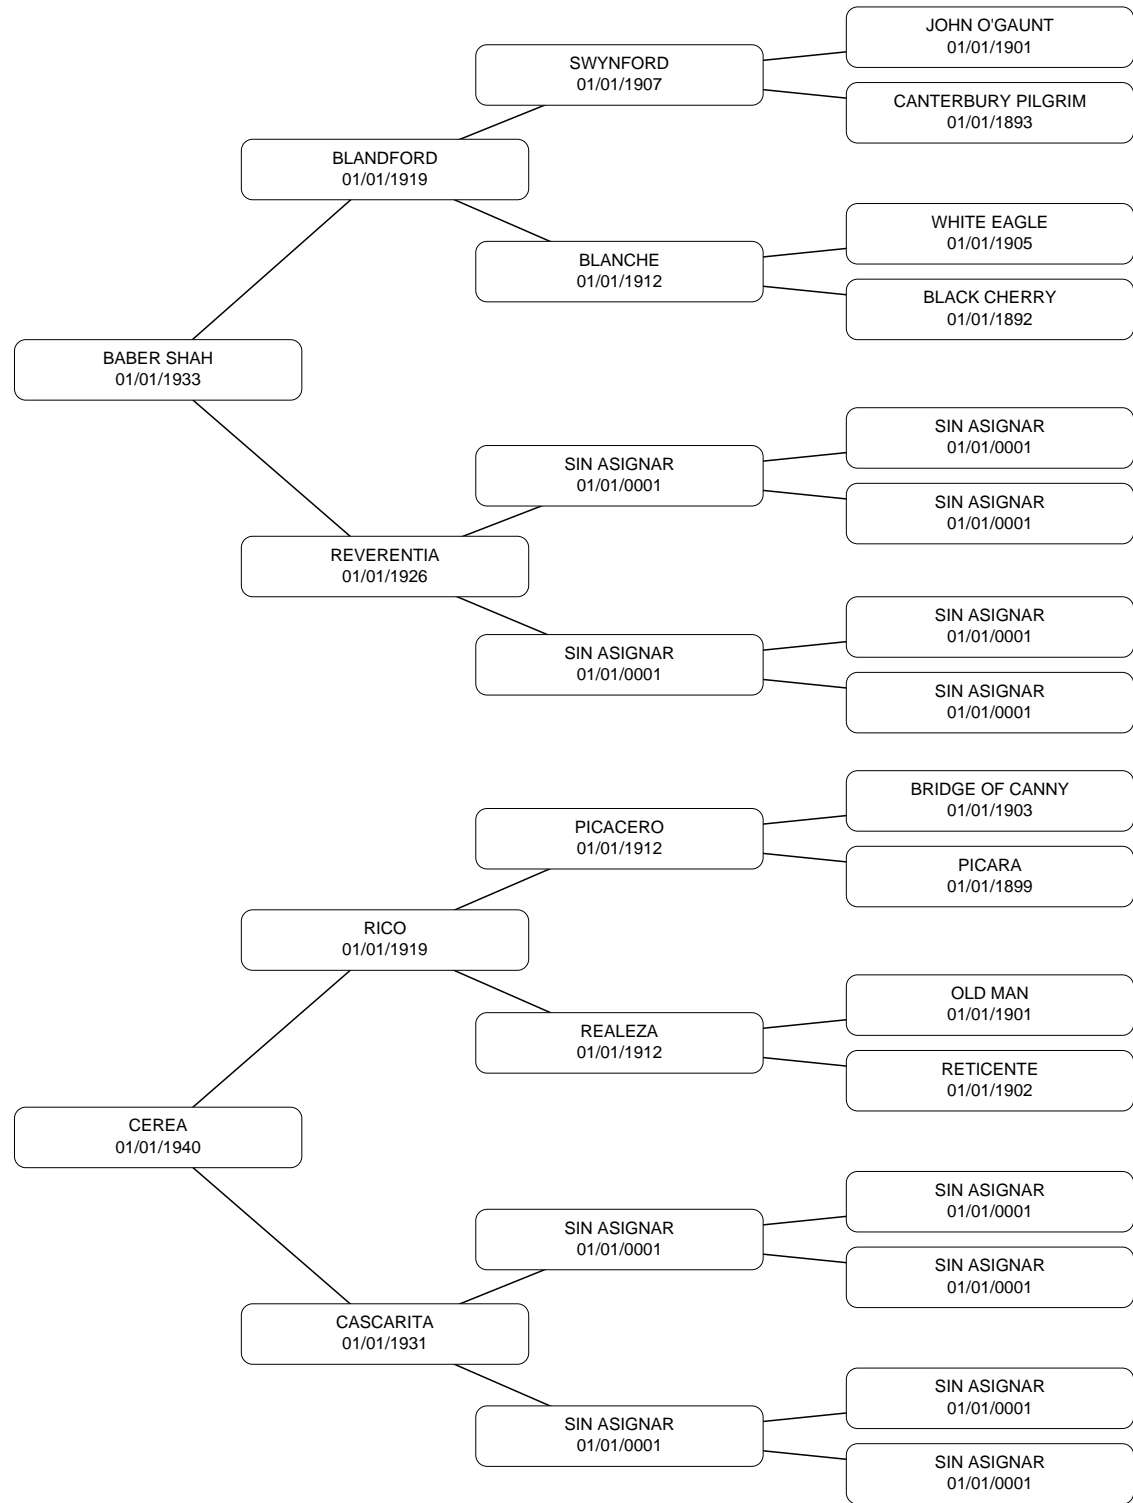 JOHN O'GAUNT
01/01/1901
SWYNFORD
01/01/1907
CANTERBURY PILGRIM
01/01/1893
BLANDFORD
01/01/1919
WHITE EAGLE
01/01/1905
BLANCHE
01/01/1912
BLACK CHERRY
01/01/1892
BABER SHAH
01/01/1933
SIN ASIGNAR
01/01/0001
SIN ASIGNAR
01/01/0001
SIN ASIGNAR
01/01/0001
REVERENTIA
01/01/1926
SIN ASIGNAR
01/01/0001
SIN ASIGNAR
01/01/0001
SIN ASIGNAR
01/01/0001
BRIDGE OF CANNY
01/01/1903
PICACERO
01/01/1912
PICARA
01/01/1899
RICO
01/01/1919
OLD MAN
01/01/1901
REALEZA
01/01/1912
RETICENTE
01/01/1902
CEREA
01/01/1940
SIN ASIGNAR
01/01/0001
SIN ASIGNAR
01/01/0001
SIN ASIGNAR
01/01/0001
CASCARITA
01/01/1931
SIN ASIGNAR
01/01/0001
SIN ASIGNAR
01/01/0001
SIN ASIGNAR
01/01/0001